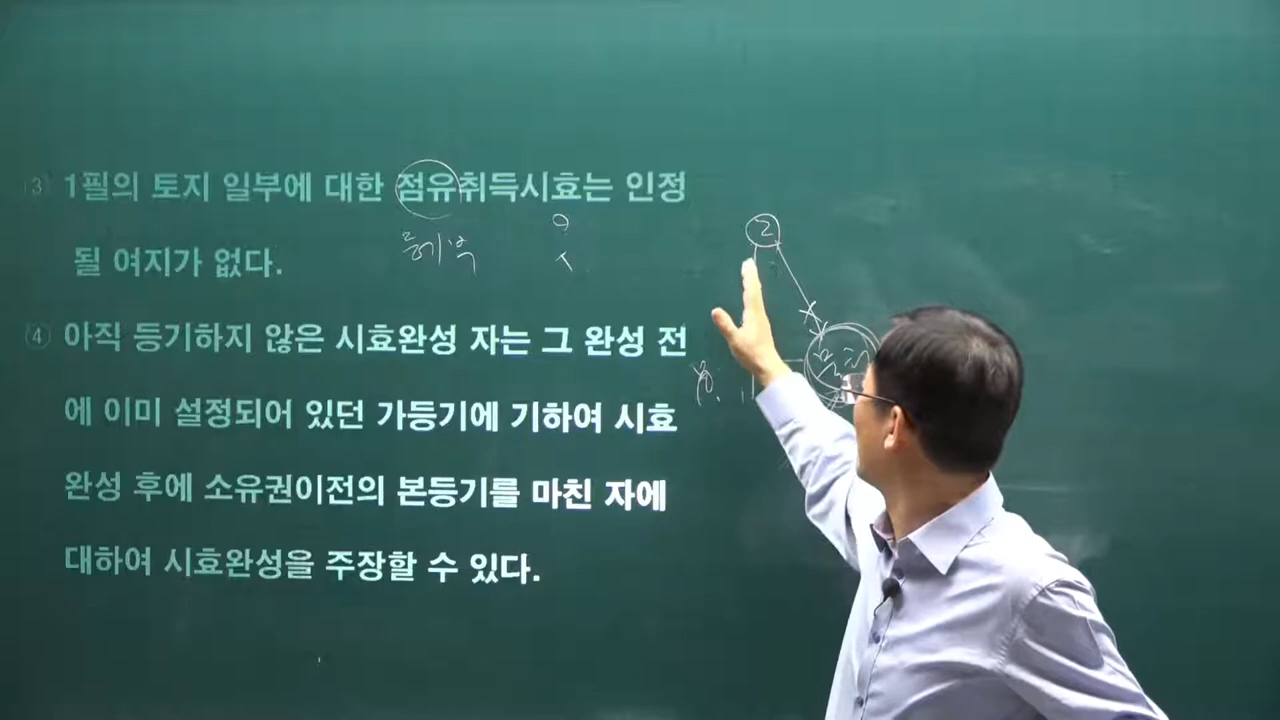 (3) 1필의 토지 일부에 대한 점유취득시효는 인정
될 여지가 없다.
등기부
2
(4) 아직 등기하지 않은 시효완성 자는 그 완성 전
에 이미 설정되어 있던 가등기에 기하여 시효
완성 후에 소유권이전의 본등기를 마친 자에
대하여 시효완성을 주장할 수 있다.